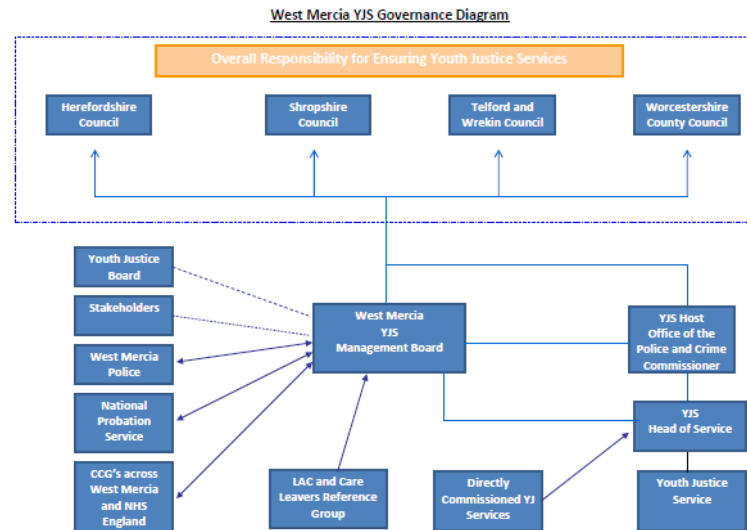 West Mercia YJS Governance Diagram
Overall Responsibility for Ensuring Youth Justice Services
Herefordshire
Council
Shropshire
Council
Telford and
Wrekin Council
Worcestershire
County Council
Youth Justice
Board
Stakeholders
West Mercia
Police
National
Probation
Service
CCG's across
West Mercia
and NHS
England
West Mercia
YJS
Management Board
YJS Host
Office of the
Police and Crime
Commissioner
YJS
Head of Service
LAC and Care
Leavers Reference
Group
Directly
Commissioned YJ
Services
Youth Justice
Service